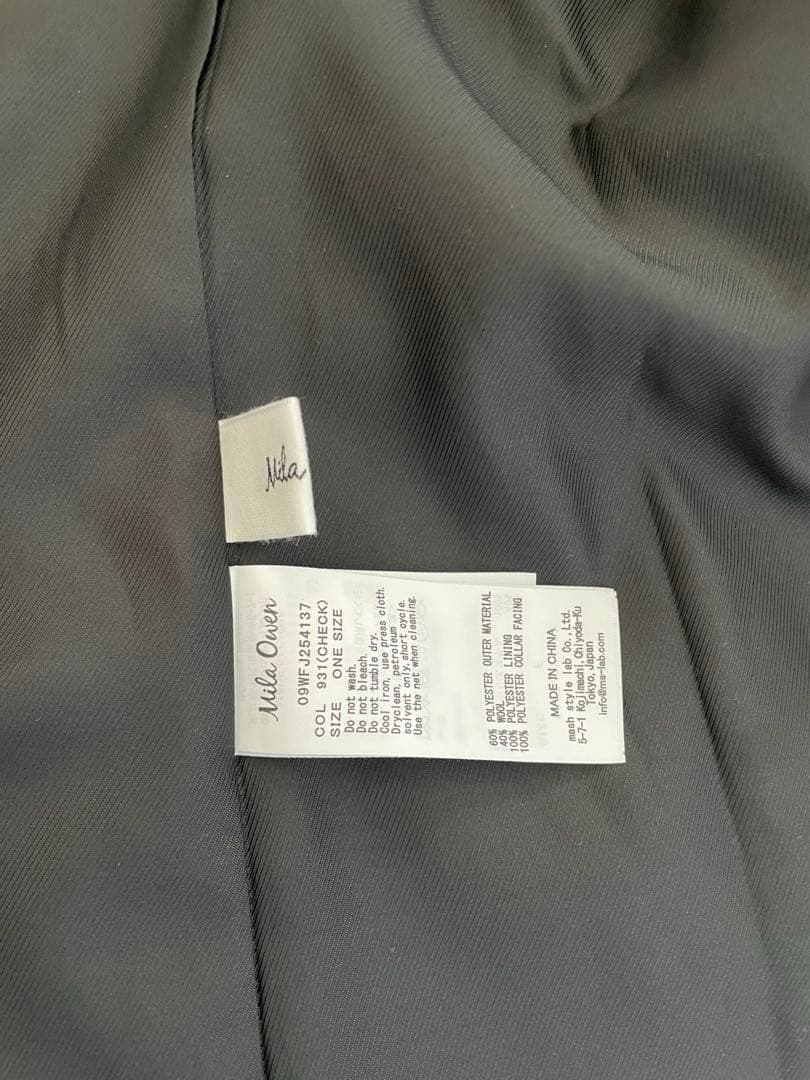 Mila
Mila Owen
09WFJ254137
COL 931(CHECK)
SIZE ONE SIZE
Do not wash.
Do not bleach.
Do not tumble dry.
Cool iron, use press cloth.
Dryclean, petroleum
solvent only, short cycle.
Use the net when cleaning.
60% POLYESTER OUTER MATERIAL
40% WOOL
100% POLYESTER LINING
100% POLYESTER COLLAR FACING
MADE IN CHINA
mash style lab Co.,Ltd.
5-7-1 Kojimachi,Chiyoda-Ku
Tokyo,Japan
info@ms-lab.com